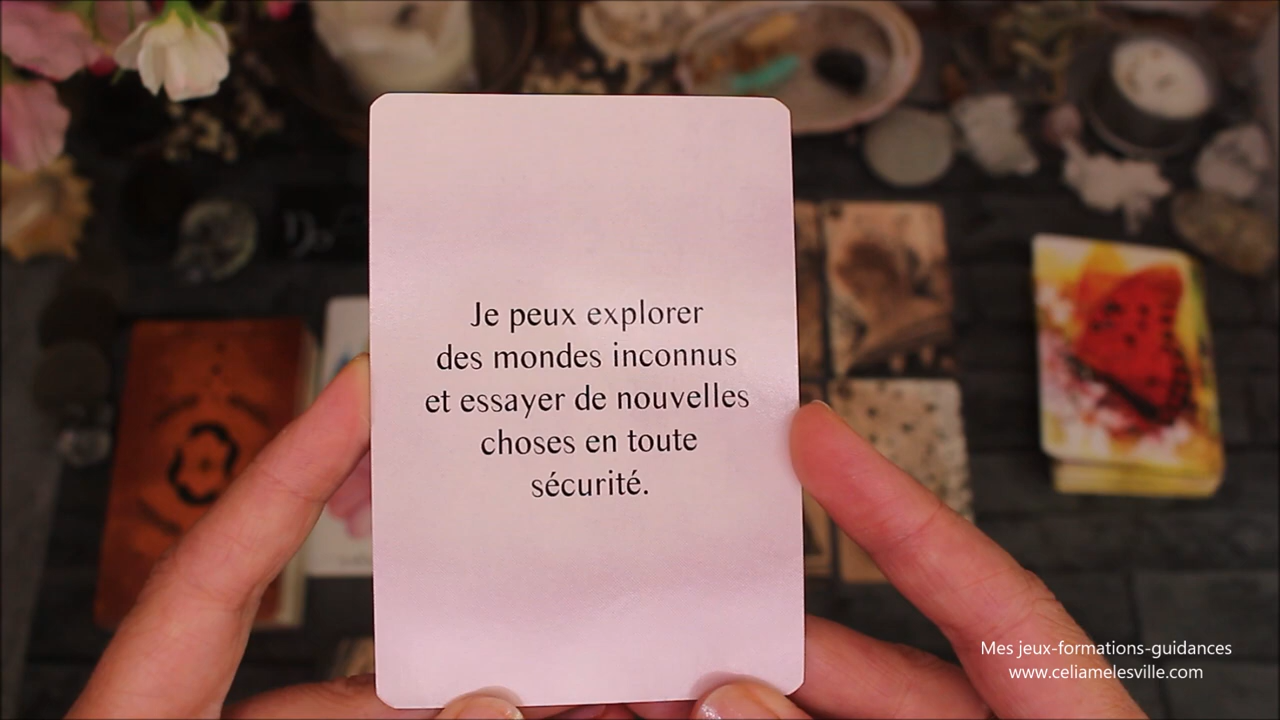 Je peux explorer
des mondes inconnus
et essayer de nouvelles
choses en toute
sécurité.
Mes jeux-formations-guidances
www.celiamelesville.com